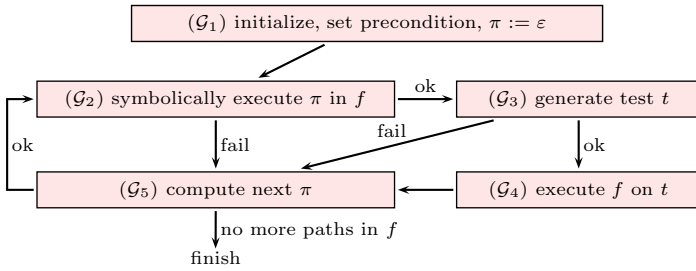 (𝒢₁) initialize, set precondition, π := ε
(𝒢₂) symbolically execute π in f
ok
(𝒢₃) generate test t
ok
fail
fail
ok
(𝒢₅) compute next π
(𝒢₄) execute f on t
no more paths in f
finish